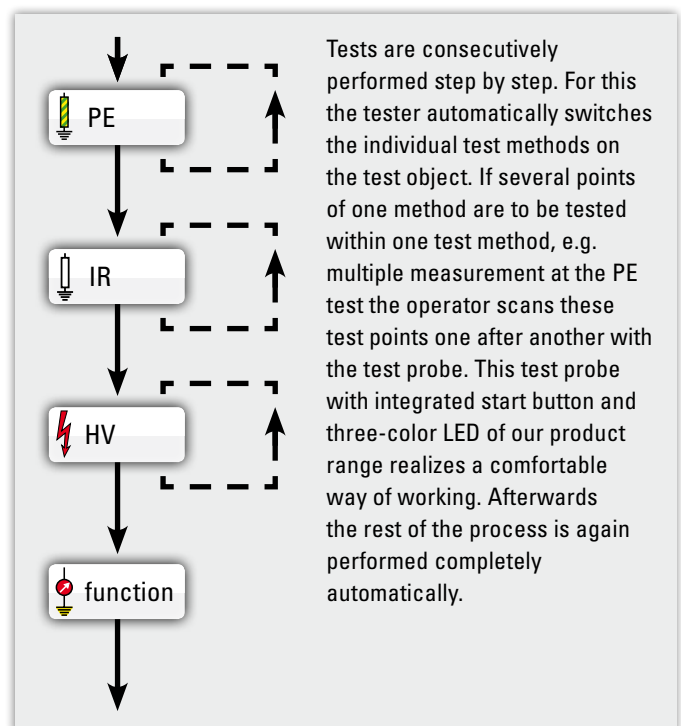 PE
IR
HV
function
Tests are consecutively
performed step by step. For this
the tester automatically switches
the individual test methods on
the test object. If several points
of one method are to be tested
within one test method, e.g.
multiple measurement at the PE
test the operator scans these
test points one after another with
the test probe. This test probe
with integrated start button and
three-color LED of our product
range realizes a comfortable
way of working. Afterwards
the rest of the process is again
performed completely
automatically.